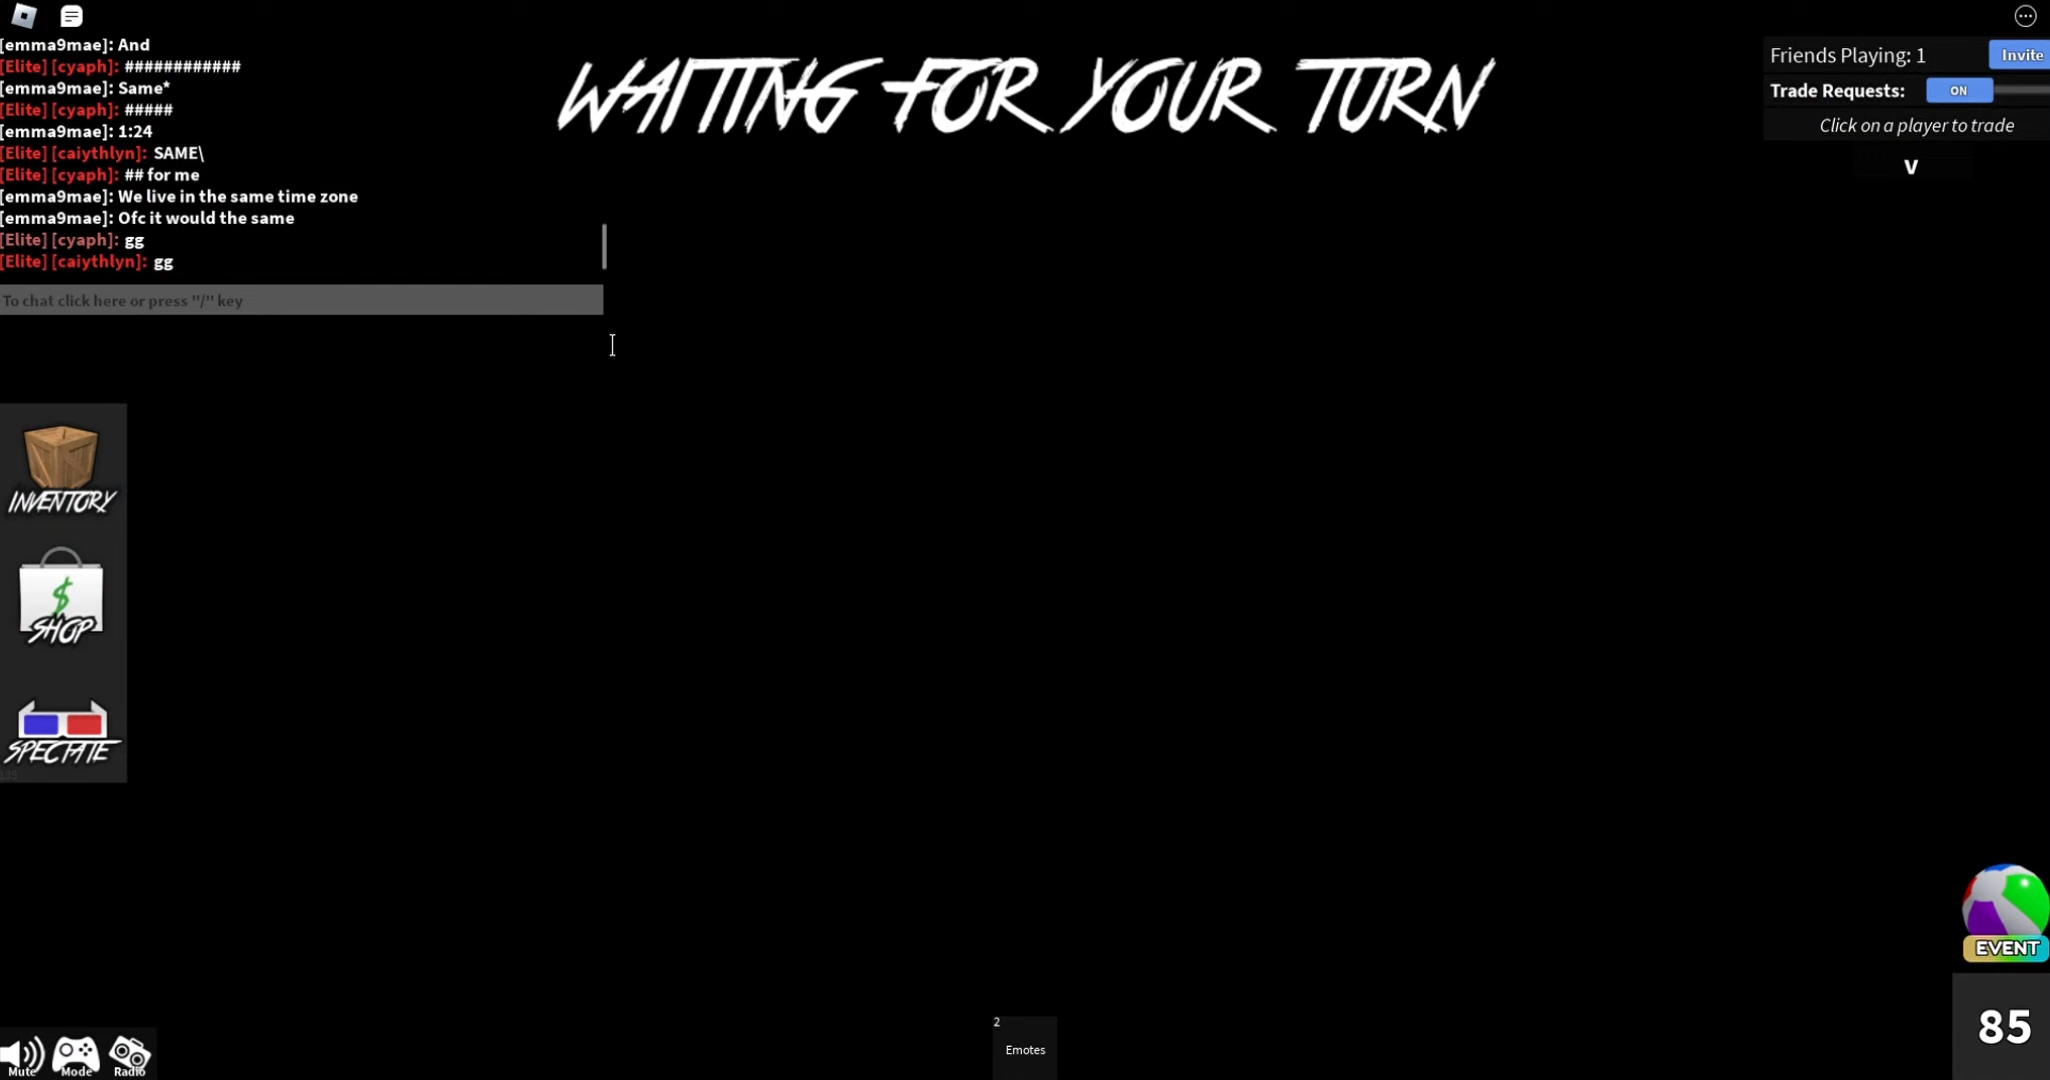 [emma9mae]: And
[Elite] [cyaph]: ############
[emma9mae]: Same*
[Elite] [cyaph]: #####
[emma9mae]: 1:24
[Elite] [caiythlyn]: SAME\
[Elite] [cyaph]: ## for me
[emma9mae]: We live in the same time zone
[emma9mae]: Ofc it would the same
[Elite] [cyaph]: gg
[Elite] [caiythlyn]: gg
To chat click here or press "/" key
WAITING FOR YOUR TURN
Friends Playing: 1 Invite
Trade Requests: ON
Click on a player to trade
v
INVENTORY
$
SHOP
SPECTATE
135
EVENT
85
2
Emotes
Mute Mode Radio